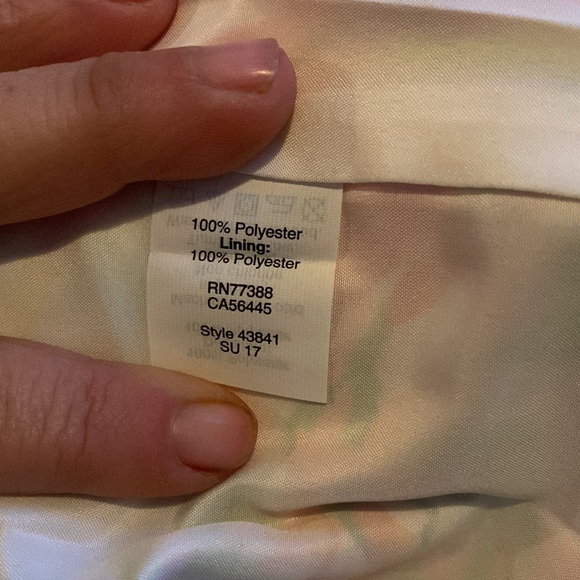 100% Polyester
Lining:
100% Polyester
RN77388
CA56445
Style 43841
SU 17